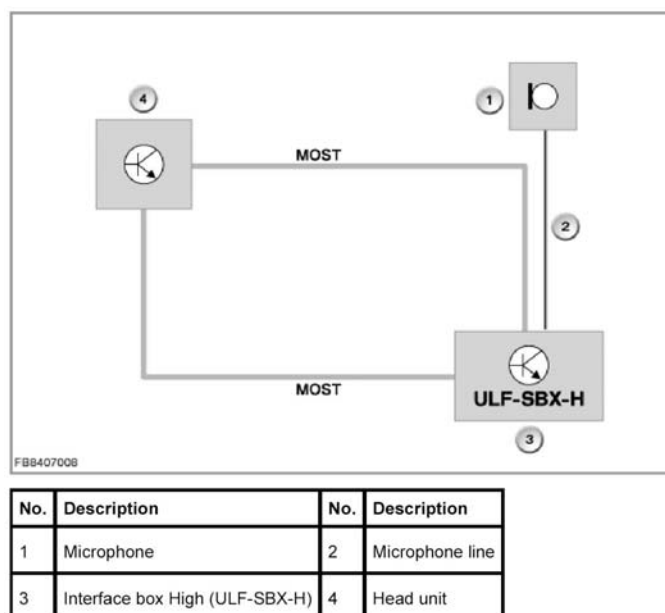 4
1
MOST
2
MOST
ULF-SBX-H
3
FB8407008
No. Description No. Description
1 Microphone 2 Microphone line
3 Interface box High (ULF-SBX-H) 4 Head unit